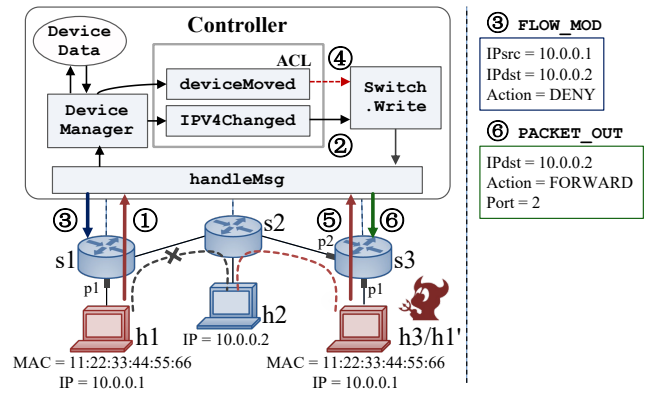 Controller
Device
Data
ACL
④
deviceMoved
Switch
.Write
Device
Manager
IPV4Changed
②
handleMsg
③
①
⑤
⑥
s1
s2
s3
p2
p1
p1
h1
h2
h3/h1'
IP = 10.0.0.2
MAC = 11:22:33:44:55:66
IP = 10.0.0.1
MAC = 11:22:33:44:55:66
IP = 10.0.0.1
③ FLOW_MOD
IPsrc = 10.0.0.1
IPdst = 10.0.0.2
Action = DENY
⑥ PACKET_OUT
IPdst = 10.0.0.2
Action = FORWARD
Port = 2